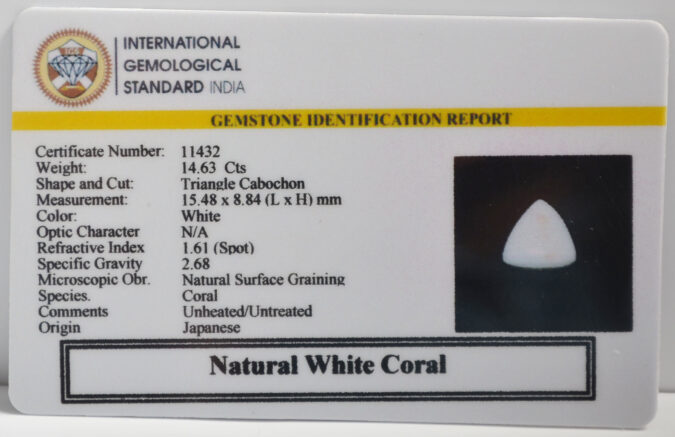 IGS
INTERNATIONAL
GEMOLOGICAL
STANDARD INDIA
GEMSTONE IDENTIFICATION REPORT
Certificate Number: 11432
Weight: 14.63 Cts
Shape and Cut: Triangle Cabochon
Measurement: 15.48 x 8.84 (L x H) mm
Color: White
Optic Character N/A
Refractive Index 1.61 (Spot)
Specific Gravity 2.68
Microscopic Obr. Natural Surface Graining
Species. Coral
Comments Unheated/Untreated
Origin Japanese
Natural White Coral